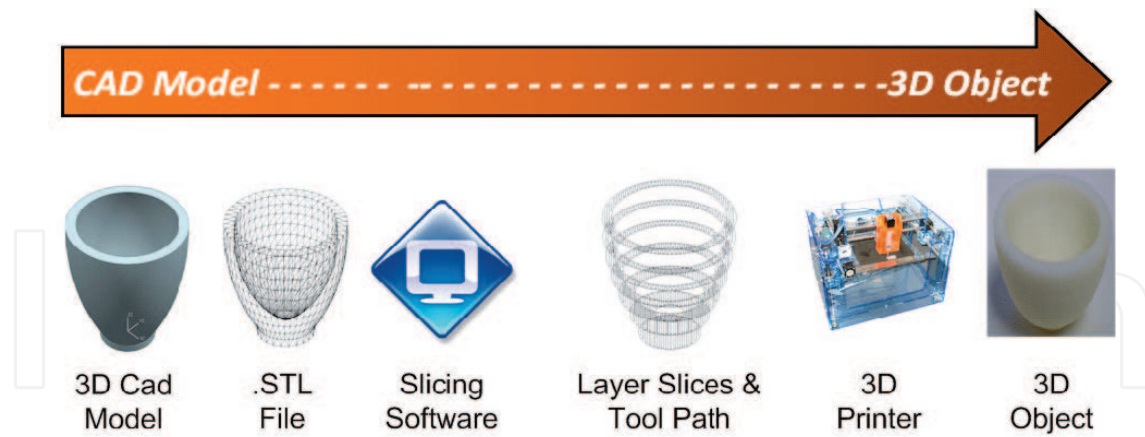 CAD Model - - - - - - -- - - - - - - - - - - - - - - - - - - - - - - -3D Object
3D Cad
Model
.STL
File
Slicing
Software
Layer Slices &
Tool Path
3D
Printer
3D
Object